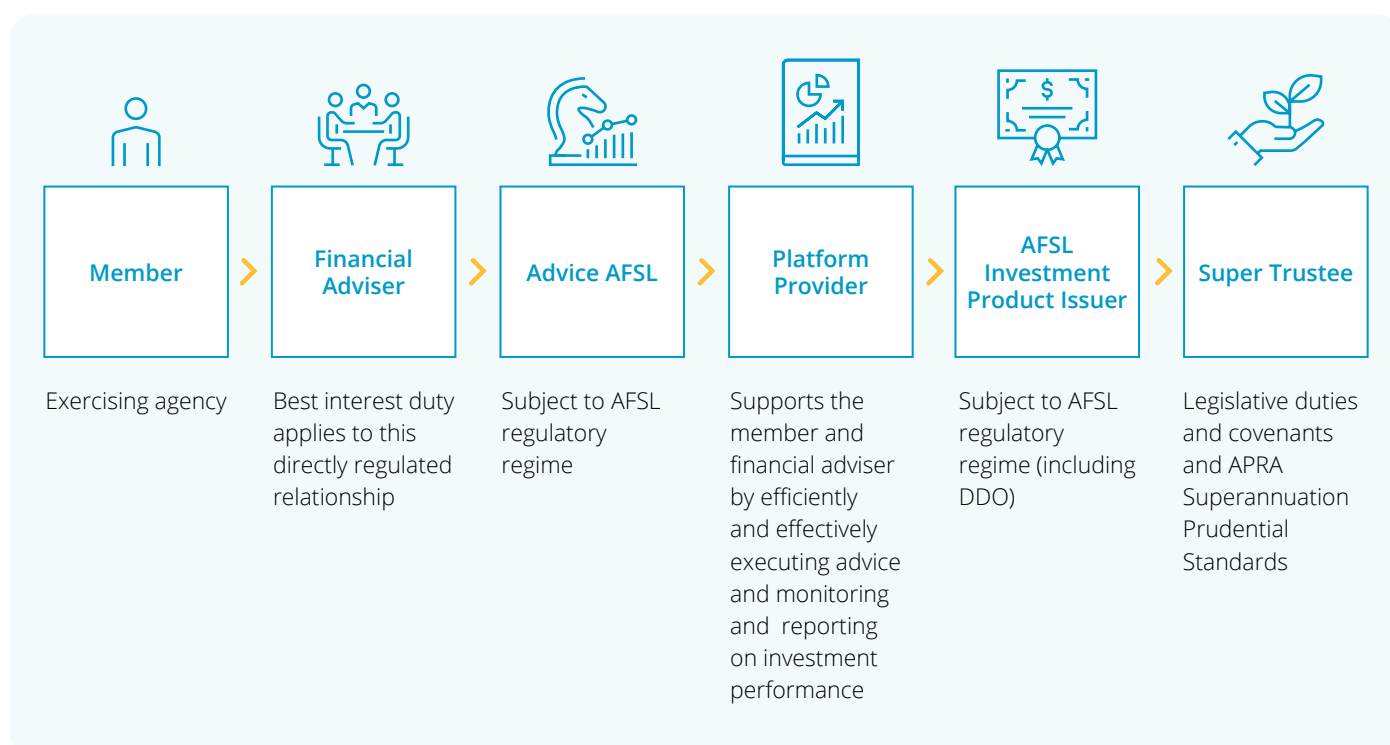 $
Member
Financial
Adviser
Advice AFSL
Platform
Provider
AFSL
Investment
Product Issuer
Super Trustee
Exercising agency
Best interest duty
applies to this
directly regulated
relationship
Subject to AFSL
regulatory
regime
Supports the
member and
financial adviser
by efficiently
and effectively
executing advice
and monitoring
and  reporting
on investment
performance
Subject to AFSL
regulatory
regime (including
DDO)
Legislative duties
and covenants
and APRA
Superannuation
Prudential
Standards